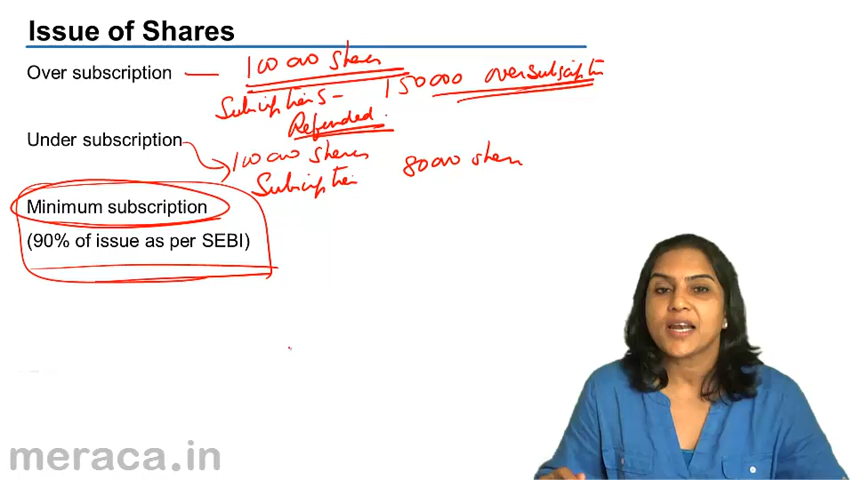 Issue of Shares
Over subscription — 100000 shares
Subscriptions - 150000 oversubscription
Refunded.
Under subscription
100000 shares
Subscription 80000 shares
Minimum subscription
(90% of issue as per SEBI)
meraca.in